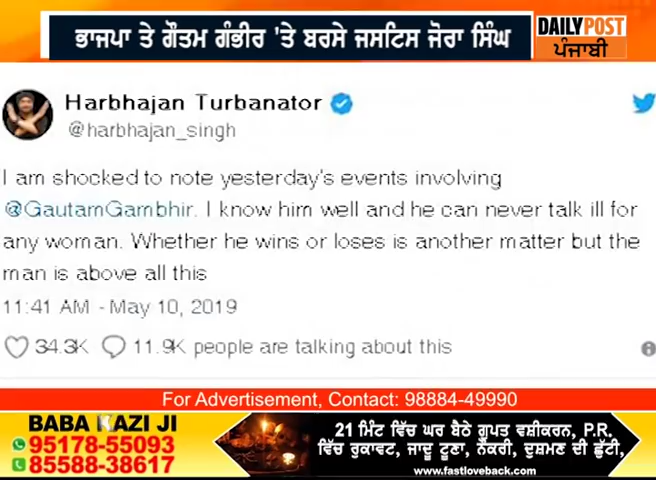 ਭਾਜਪਾ ਤੇ ਗੌਤਮ ਗੰਭੀਰ 'ਤੇ ਬਰਸੇ ਜਸਟਿਸ ਜੋਰਾ ਸਿੰਘ
DAILY POST
ਪੰਜਾਬੀ
Harbhajan Turbanator
@harbhajan_singh
I am shocked to note yesterday's events involving
@GautamGambhir. I know him well and he can never talk ill for
any woman. Whether he wins or loses is another matter but the
man is above all this
11:41 AM - May 10, 2019
34.3K 11.9K people are talking about this
For Advertisement, Contact: 98884-49990
BABA KAZI JI
95178-55093
85588-38617
21 ਮਿੰਟ ਵਿੱਚ ਘਰ ਬੈਠੇ ਗੁਪਤ ਵਸ਼ੀਕਰਨ, P.R.
ਵਿੱਚ ਰੁਕਾਵਟ, ਜਾਦੂ ਟੂਣਾ, ਨੌਕਰੀ, ਦੁਸ਼ਮਣ ਦੀ ਛੁੱਟੀ,
www.fastloveback.com